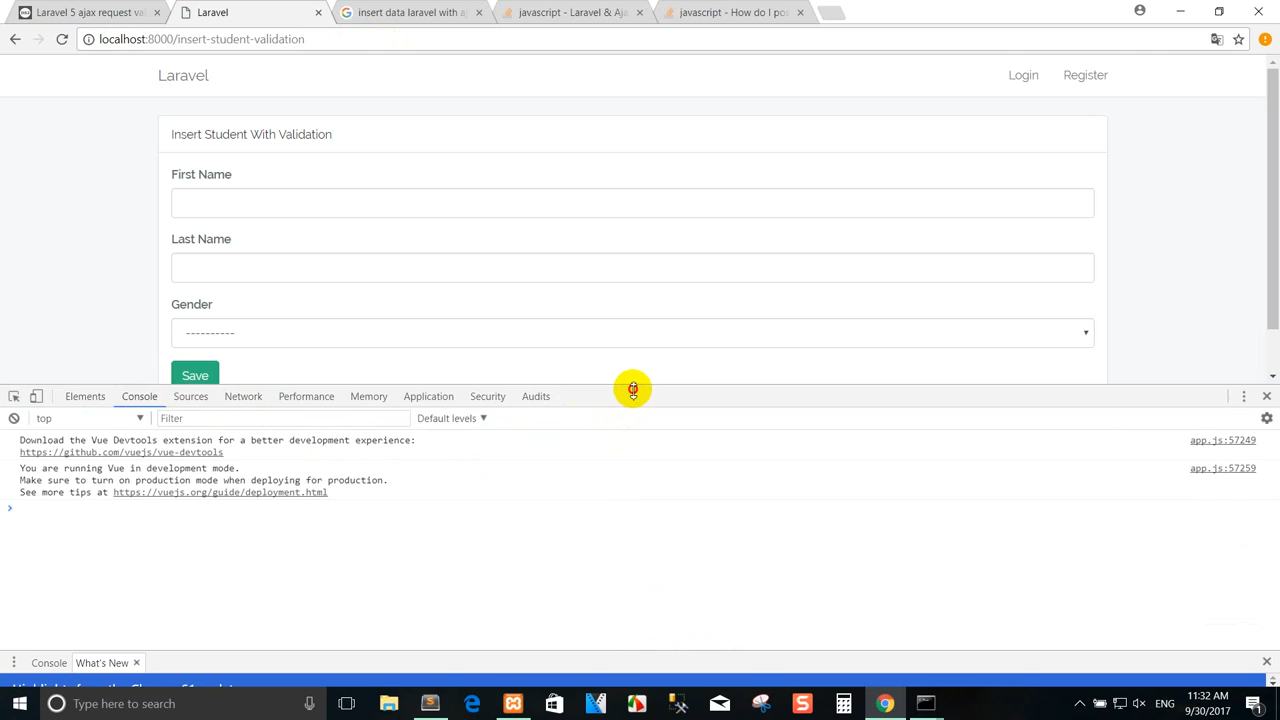 Laravel 5 ajax request va
Laravel
insert data laravel with a
javascript - Laravel & Aja
javascript - How do I po
localhost:8000/insert-student-validation
Laravel
Login
Register
Insert Student With Validation
First Name
Last Name
Gender
----------
Save
Elements
Console
Sources
Network
Performance
Memory
Application
Security
Audits
top
Filter
Default levels
Download the Vue Devtools extension for a better development experience:
app.js:57249
https://github.com/vuejs/vue-devtools
You are running Vue in development mode.
app.js:57259
Make sure to turn on production mode when deploying for production.
See more tips at https://vuejs.org/guide/deployment.html
Console
What's New
Type here to search
ENG
11:32 AM
9/30/2017